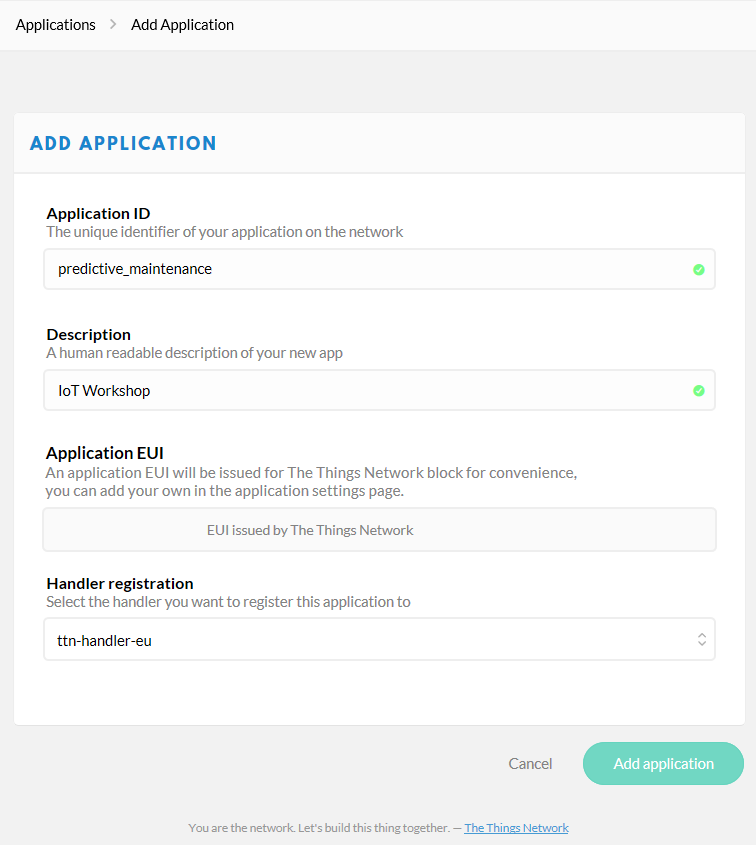 Applications > Add Application
ADD APPLICATION
Application ID
The unique identifier of your application on the network
predictive_maintenance
Description
A human readable description of your new app
IoT Workshop
Application EUI
An application EUI will be issued for The Things Network block for convenience,
you can add your own in the application settings page.
EUI issued by The Things Network
Handler registration
Select the handler you want to register this application to
ttn-handler-eu
Cancel Add application
You are the network. Let's build this thing together. — The Things Network